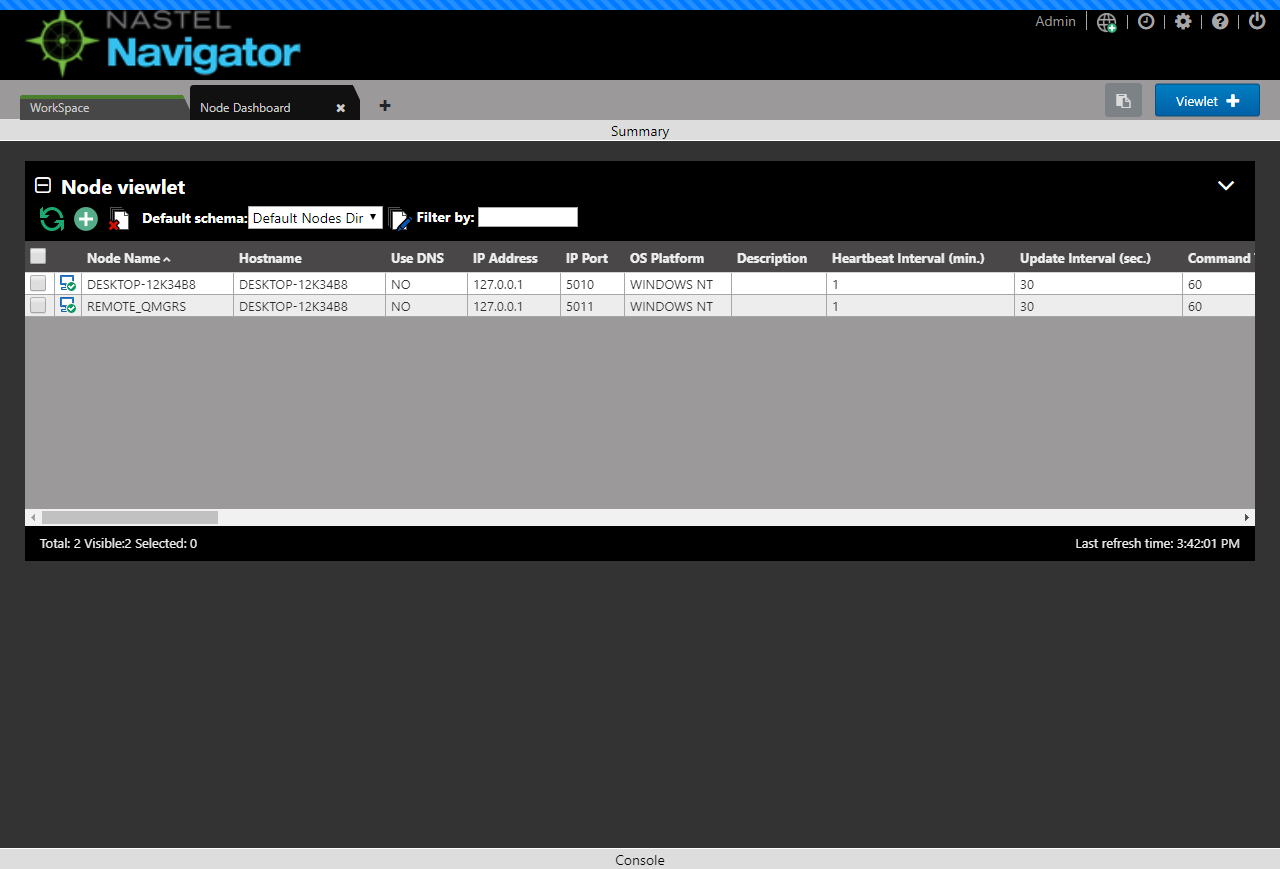 NASTEL
Navigator
Admin
WorkSpace
Node Dashboard
Viewlet
Summary
Node viewlet
Default schema: Default Nodes Dir Filter by:
Node Name Hostname Use DNS IP Address IP Port OS Platform Description Heartbeat Interval (min.) Update Interval (sec.) Command
DESKTOP-12K34B8 DESKTOP-12K34B8 NO 127.0.0.1 5010 WINDOWS NT 1 30 60
REMOTE_QMGRS DESKTOP-12K34B8 NO 127.0.0.1 5011 WINDOWS NT 1 30 60
Total: 2 Visible:2 Selected: 0 Last refresh time: 3:42:01 PM
Console